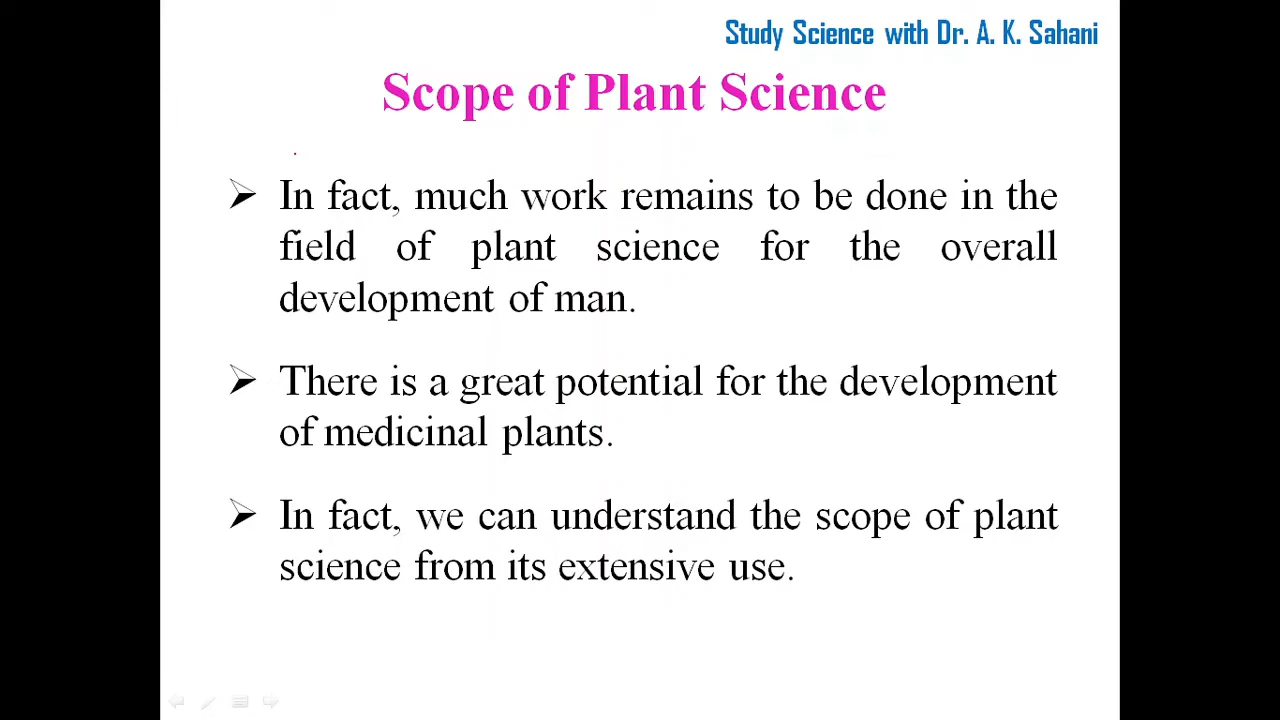 Study Science with Dr. A. K. Sahani
Scope of Plant Science
In fact, much work remains to be done in the
field of plant science for the overall
development of man.
There is a great potential for the development
of medicinal plants.
In fact, we can understand the scope of plant
science from its extensive use.